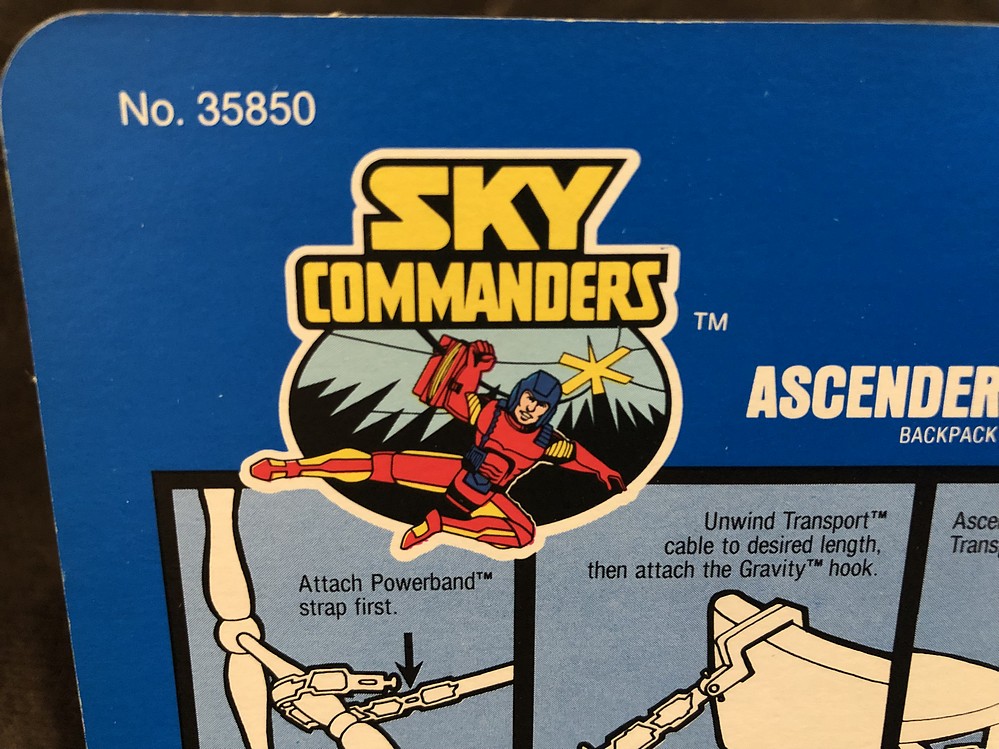 No. 35850
SKY
COMMANDERS
™
ASCENDER
BACKPACK
Unwind Transport™
cable to desired length,
then attach the Gravity™ hook.
Attach Powerband™
strap first.